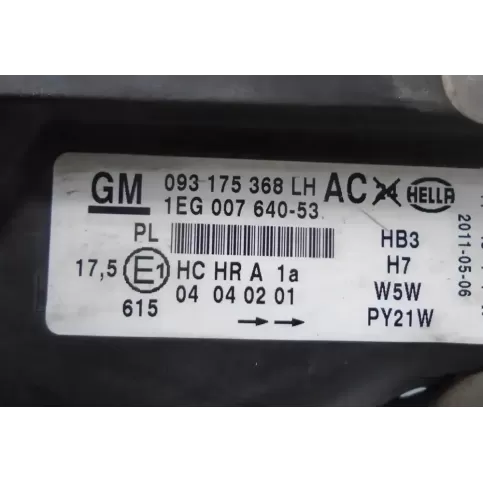 GM 093 175 368 LH AC 24 HELLA
1EG 007 640-53
PL
HB3
17,5 E1 HC HR A 1a
H7
04 04 02 01
W5W
615
PY21W
2011-05-06